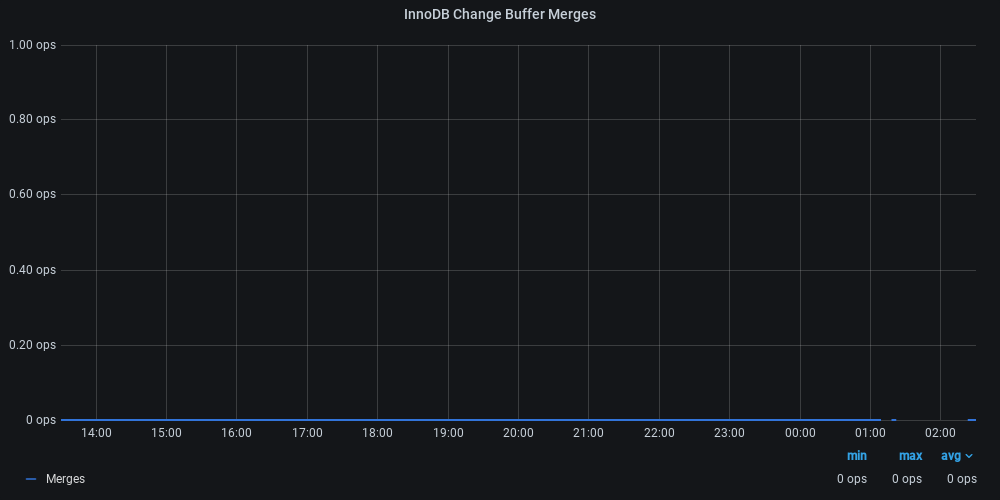 InnoDB Change Buffer Merges
1.00 ops
0.80 ops
0.60 ops
0.40 ops
0.20 ops
0 ops
14:00 15:00 16:00 17:00 18:00 19:00 20:00 21:00 22:00 23:00 00:00 01:00 02:00
min max avg
Merges 0 ops 0 ops 0 ops